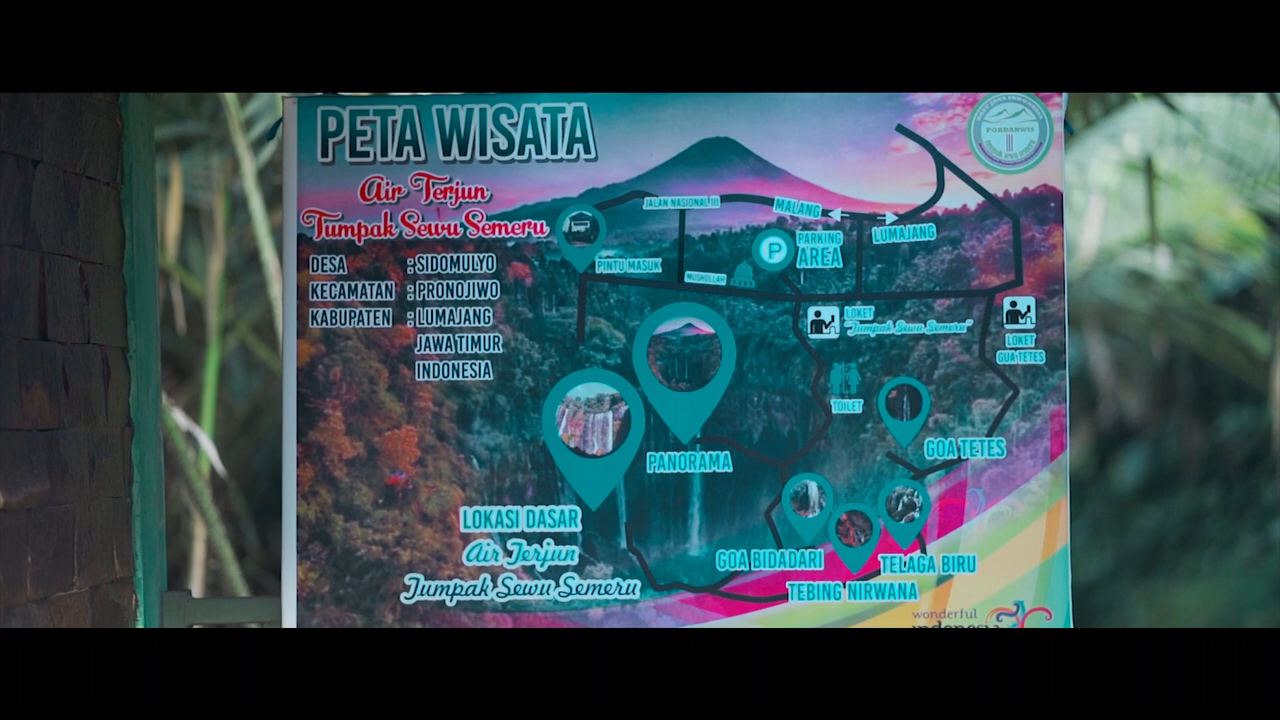 PETA WISATA
Air Terjun
Tumpak Sewu Semeru
DESA : SIDOMULYO
KECAMATAN : PRONOJIWO
KABUPATEN : LUMAJANG
JAWA TIMUR
INDONESIA
POKDARWIS
JALAN NASIONAL III
MALANG
LUMAJANG
PINTU MASUK
MUSHOLLAH
P
PARKING
AREA
LOKET
"Tumpak Sewu Semeru"
LOKET
GUA TETES
TOILET
GOA TETES
PANORAMA
LOKASI DASAR
Air Terjun
Tumpak Sewu Semeru
GOA BIDADARI
TELAGA BIRU
TEBING NIRWANA
wonderful
indonesia